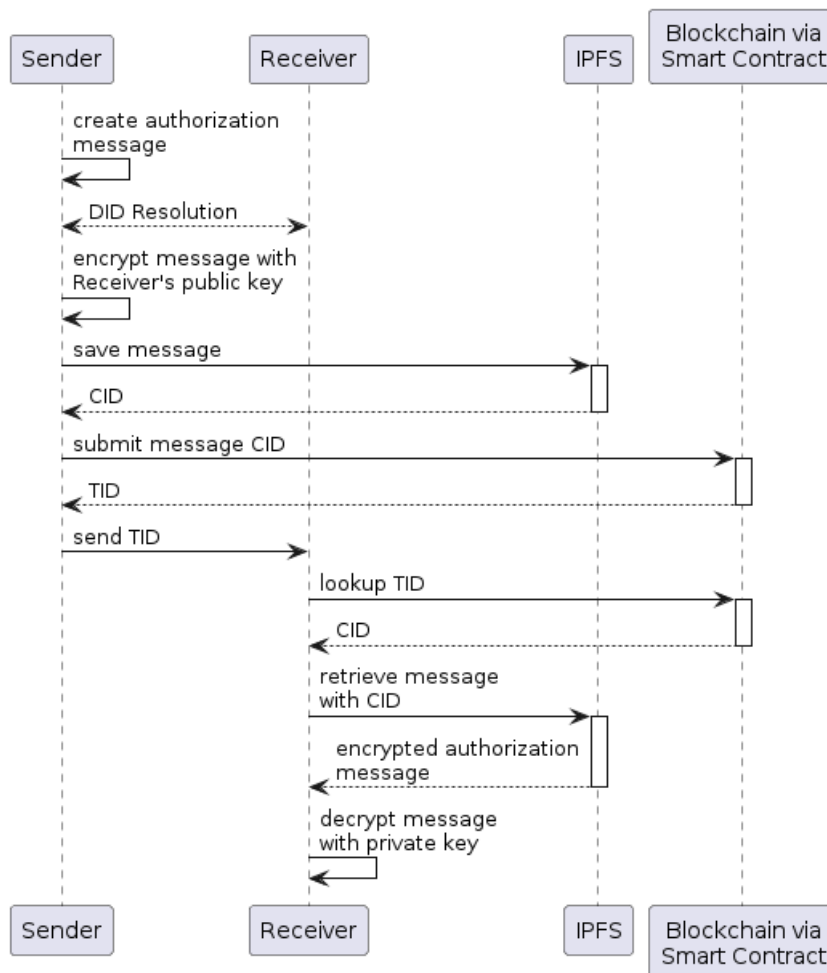 Sender
Receiver
IPFS
Blockchain via
Smart Contract
create authorization
message
DID Resolution
encrypt message with
Receiver's public key
save message
CID
submit message CID
TID
send TID
lookup TID
CID
retrieve message
with CID
encrypted authorization
message
decrypt message
with private key
Sender
Receiver
IPFS
Blockchain via
Smart Contract